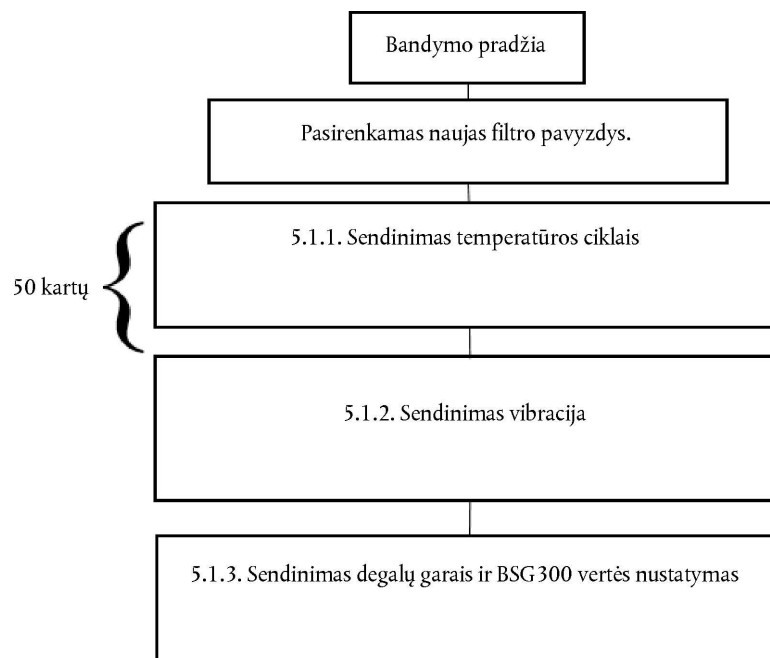 Bandymo pradžia
Pasirenkamas naujas filtro pavyzdys.
5.1.1. Sendinimas temperatūros ciklais
50 kartų
5.1.2. Sendinimas vibracija
5.1.3. Sendinimas degalų garais ir BSG300 vertės nustatymas